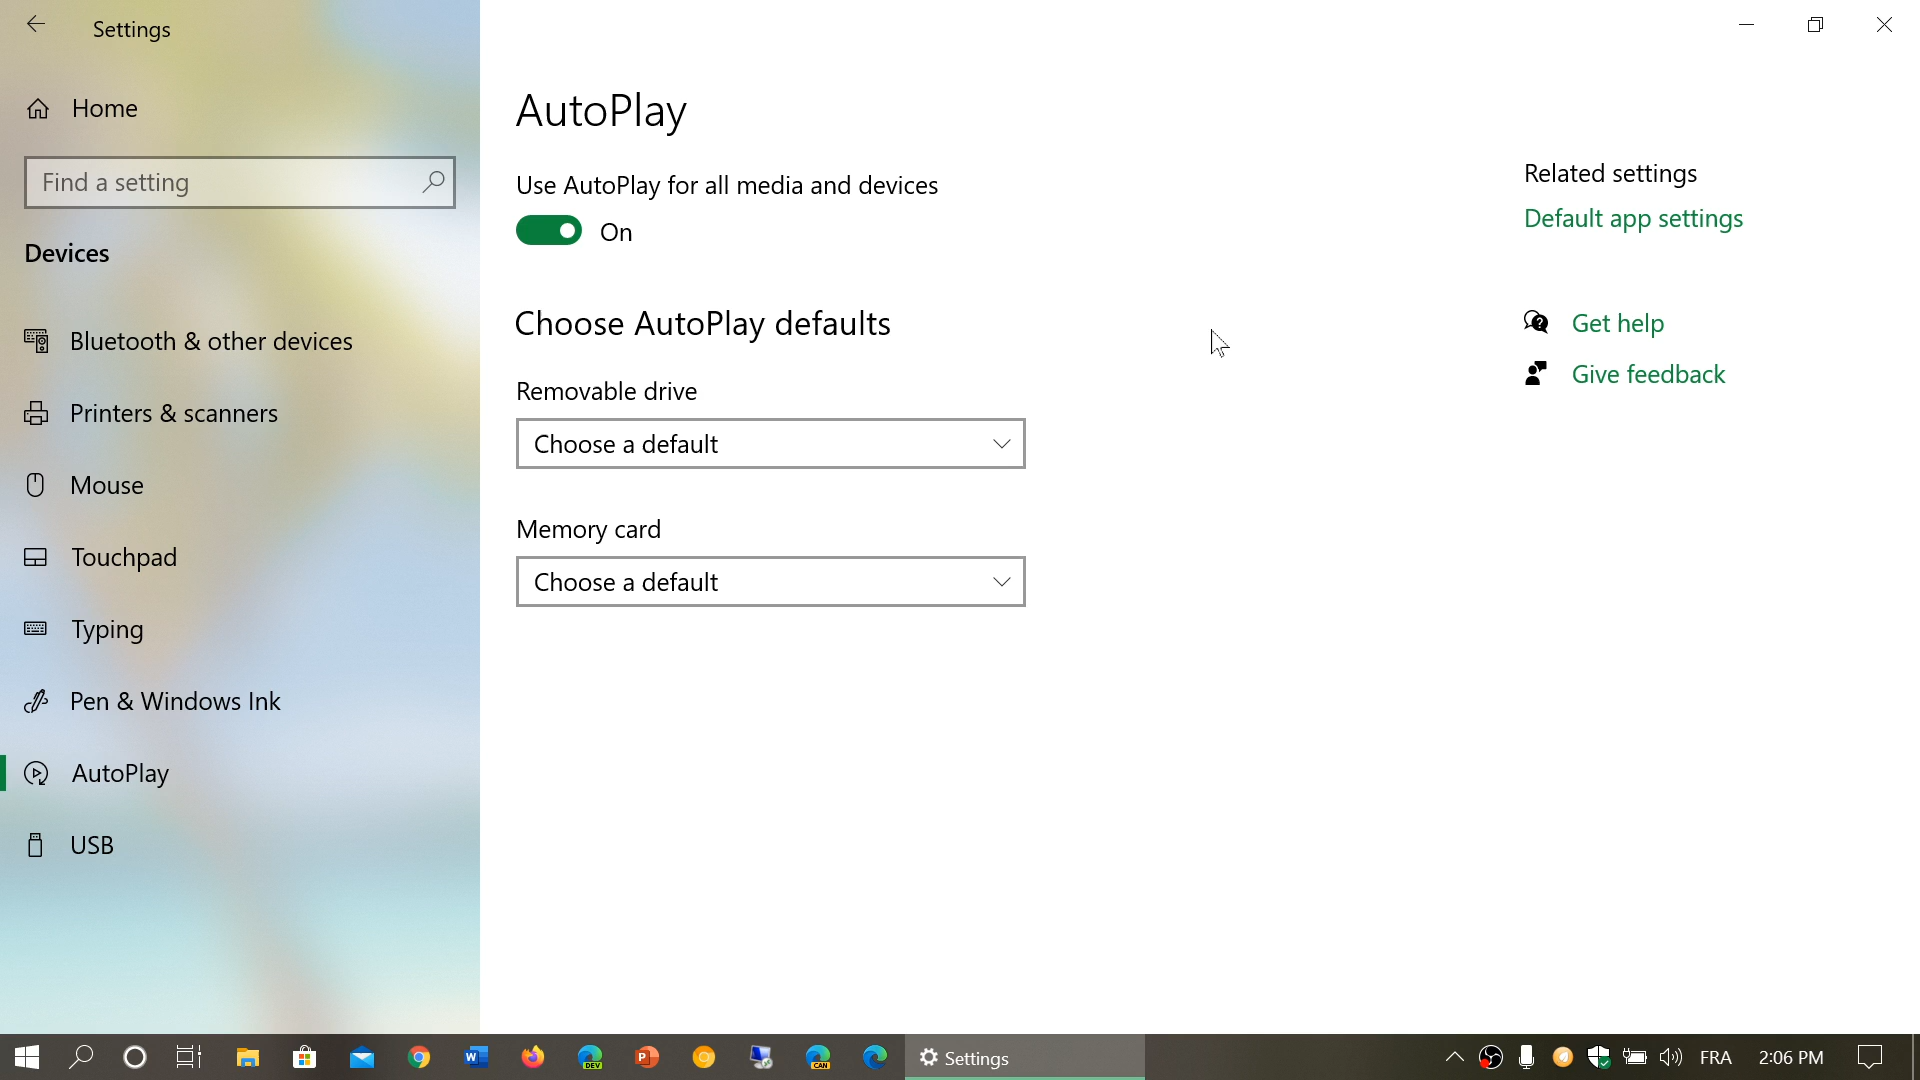 Settings
Home
Find a setting
Devices
Bluetooth & other devices
Printers & scanners
Mouse
Touchpad
Typing
Pen & Windows Ink
AutoPlay
USB
AutoPlay
Use AutoPlay for all media and devices
On
Choose AutoPlay defaults
Removable drive
Choose a default
Memory card
Choose a default
Related settings
Default app settings
Get help
Give feedback
W
DEV
P
CAN
Settings
FRA
2:06 PM